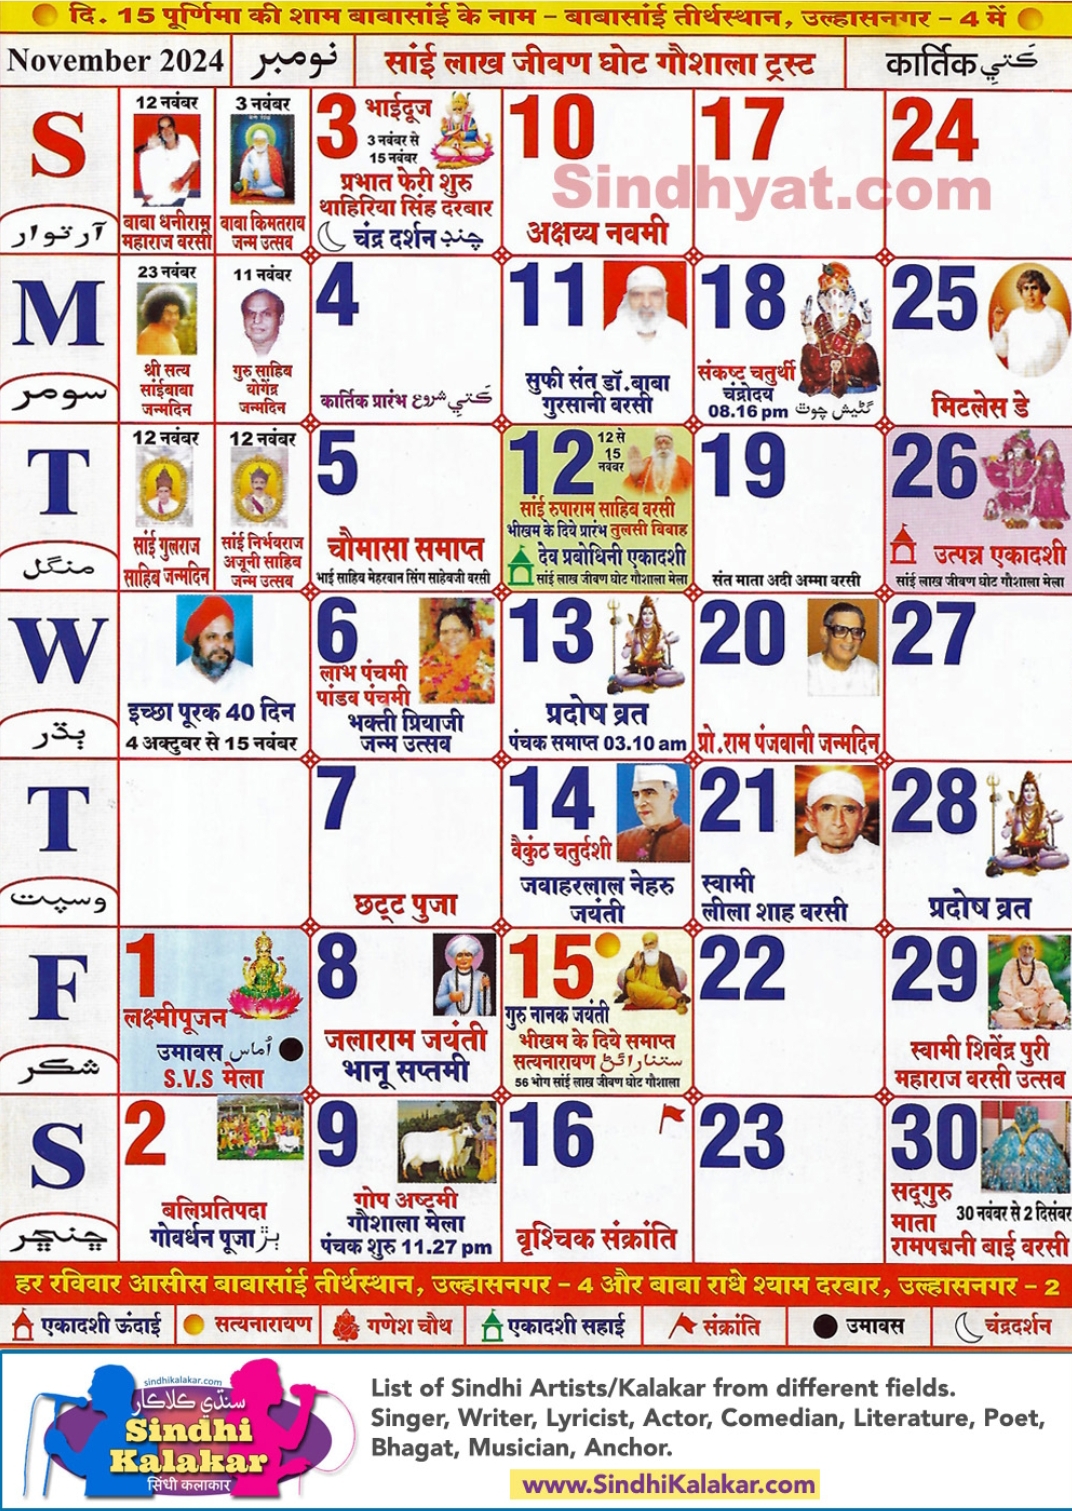 दि. 15 पूर्णिमा की शाम बाबासांई के नाम - बाबासांई तीर्थस्थान, उल्हासनगर - 4 में
November 2024
نومبر
सांई लाख जीवण घोट गौशाला ट्रस्ट
कार्तिक ڪَتي
S
آرتوار
12 नवंबर
बाबा धनीराम
महाराज बरसी
3 नवंबर
बाबा किमतराय
जन्म उत्सव
3 भाईदूज
3 नवंबर से
15 नवंबर
प्रभात फेरी शुरु
थाहिरिया सिंह दरबार
चंद्र दर्शन چنڊ
10
अक्षय्य नवमी
17
24
Sindhyat.com
M
سومر
23 नवंबर
श्री सत्य
सांईबाबा
जन्मदिन
11 नवंबर
गुरु साहिब
योगेंद्र
जन्मदिन
4
कार्तिक प्रारंभ ڪَتي شروع
11
सुफी संत डॉ.बाबा
गुरसानी बरसी
18
संकष्ट चतुर्थी
चंद्रोदय
08.16 pm گڻيش چوٿ
25
मिटलेस डे
T
منگل
12 नवंबर
सांई गुलराज
साहिब जन्मदिन
12 नवंबर
सांई निर्भयराज
अजूनी साहिब
जन्म उत्सव
5
चौमासा समाप्त
भाई साहिब मेहरबान सिंग साहेबजी बरसी
12
12 से
15
नवंबर
सांई रुपाराम साहिब बरसी
भीखम के दिये प्रारंभ तुलसी विवाह
देव प्रबोधिनी एकादशी
सांई लाख जीवण घोट गौशाला मेला
19
संत माता अदी अम्मा बरसी
26
उत्पन्न एकादशी
सांई लाख जीवण घोट गौशाला मेला
W
ٻڌر
इच्छा पूरक 40 दिन
4 अक्टुबर से 15 नवंबर
6
लाभ पंचमी
पांडव पंचमी
भक्ती प्रियाजी
जन्म उत्सव
13
प्रदोष व्रत
पंचक समाप्त 03.10 am
20
प्रो.राम पंजवानी जन्मदिन
27
T
وسپت
7
छट्ट पुजा
14
वैकुंठ चतुर्दशी
जवाहरलाल नेहरु
जयंती
21
स्वामी
लीला शाह बरसी
28
प्रदोष व्रत
F
شڪر
1
लक्ष्मीपूजन
उमावस اُماس
S.V.S मेला
8
जलाराम जयंती
भानू सप्तमी
15
गुरु नानक जयंती
भीखम के दिये समाप्त
सत्यनारायण ستنارائڻ
56 भोग सांई लाख जीवण घोट गौशाला
22
29
स्वामी शिवेंद्र पुरी
महाराज बरसी उत्सव
S
ڇنڇر
2
बलिप्रतिपदा
गोवर्धन पूजा ٻڙ
9
गोप अष्टमी
गौशाला मेला
पंचक शुरु 11.27 pm
16
वृश्चिक संक्रांति
23
30
सद्‌गुरु
माता 30 नवंबर से 2 दिसंबर
रामपद्मनी बाई बरसी
हर रविवार आसीस बाबासांई तीर्थस्थान, उल्हासनगर - 4 और बाबा राधे श्याम दरबार, उल्हासनगर - 2
एकादशी ऊंदाई
सत्यनारायण
गणेश चौथ
एकादशी सहाई
संक्रांति
उमावस
चंद्रदर्शन
sindhikalakar.com
سنڌي ڪلاڪار
Sindhi
Kalakar
सिंधी कलाकार
List of Sindhi Artists/Kalakar from different fields.
Singer, Writer, Lyricist, Actor, Comedian, Literature, Poet,
Bhagat, Musician, Anchor.
www.SindhiKalakar.com